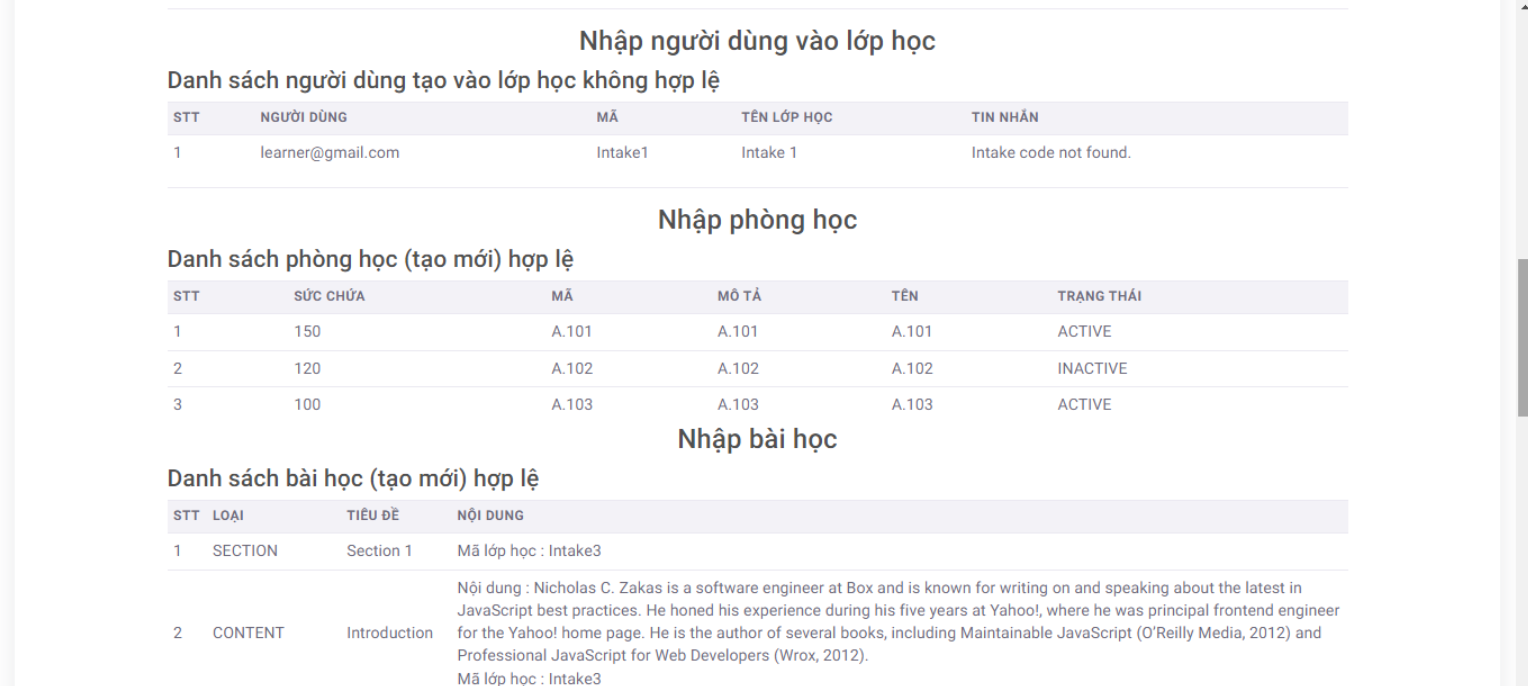 Nhập người dùng vào lớp học
Danh sách người dùng tạo vào lớp học không hợp lệ
STT NGƯỜI DÙNG MÃ TÊN LỚP HỌC TIN NHẮN
1 learner@gmail.com Intake1 Intake 1 Intake code not found.
Nhập phòng học
Danh sách phòng học (tạo mới) hợp lệ
STT SỨC CHỨA MÃ MÔ TẢ TÊN TRẠNG THÁI
1 150 A.101 A.101 A.101 ACTIVE
2 120 A.102 A.102 A.102 INACTIVE
3 100 A.103 A.103 A.103 ACTIVE
Nhập bài học
Danh sách bài học (tạo mới) hợp lệ
STT LOẠI TIÊU ĐỀ NỘI DUNG
1 SECTION Section 1 Mã lớp học : Intake3
2 CONTENT Introduction Nội dung : Nicholas C. Zakas is a software engineer at Box and is known for writing on and speaking about the latest in
JavaScript best practices. He honed his experience during his five years at Yahoo!, where he was principal frontend engineer
for the Yahoo! home page. He is the author of several books, including Maintainable JavaScript (O'Reilly Media, 2012) and
Professional JavaScript for Web Developers (Wrox, 2012).
Mã lớp học : Intake3